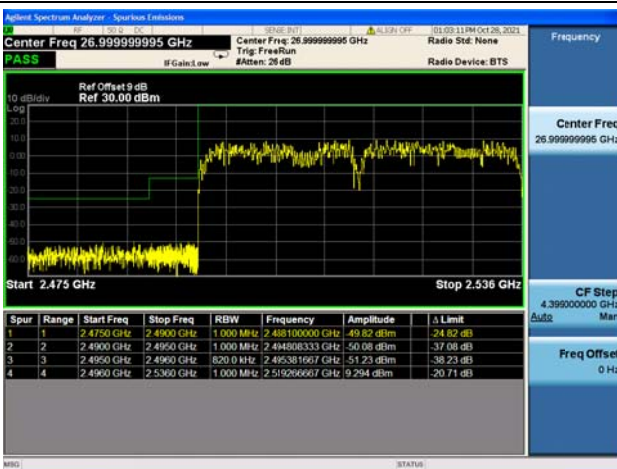 Agilent Spectrum Analyzer - Spurious Emissions
RF 50 Ω DC SENSE:INT ALIGN OFF 01:03:11 PM Oct 28, 2021
Center Freq 26.999999995 GHz
Center Freq: 26.999999995 GHz Radio Std: None
Trig: FreeRun
PASS IFGain:Low #Atten: 26 dB Radio Device: BTS
Frequency
Ref Offset 9 dB
10 dB/div Ref 30.00 dBm
Log
20.0
10.0
0.00
Center Freq
26.999999995 GHz
Start 2.475 GHz Stop 2.536 GHz
CF Step
4.399000000 GHz
Auto Man
Freq Offset
0 Hz
Spur Range Start Freq Stop Freq RBW Frequency Amplitude Δ Limit
1 1 2.4750 GHz 2.4900 GHz 1.000 MHz 2.488100000 GHz -49.82 dBm -24.82 dB
2 2 2.4900 GHz 2.4950 GHz 1.000 MHz 2.494808333 GHz -50.08 dBm -37.08 dB
3 3 2.4950 GHz 2.4960 GHz 820.0 kHz 2.495381667 GHz -51.23 dBm -38.23 dB
4 4 2.4960 GHz 2.5360 GHz 1.000 MHz 2.519266667 GHz 9.294 dBm -20.71 dB
MSG STATUS